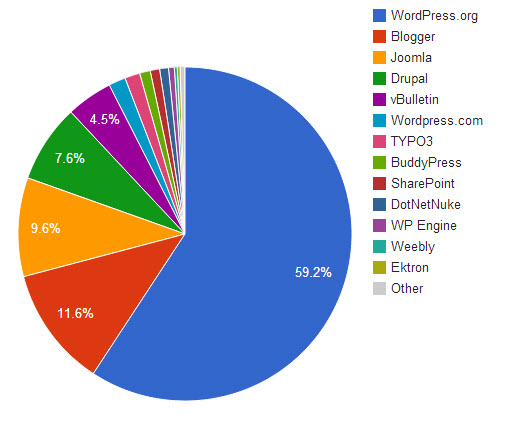 WordPress.org
Blogger
Joomla
Drupal
vBulletin
Wordpress.com
TYPO3
BuddyPress
SharePoint
DotNetNuke
WP Engine
Weebly
Ektron
Other
4.5%
7.6%
9.6%
11.6%
59.2%